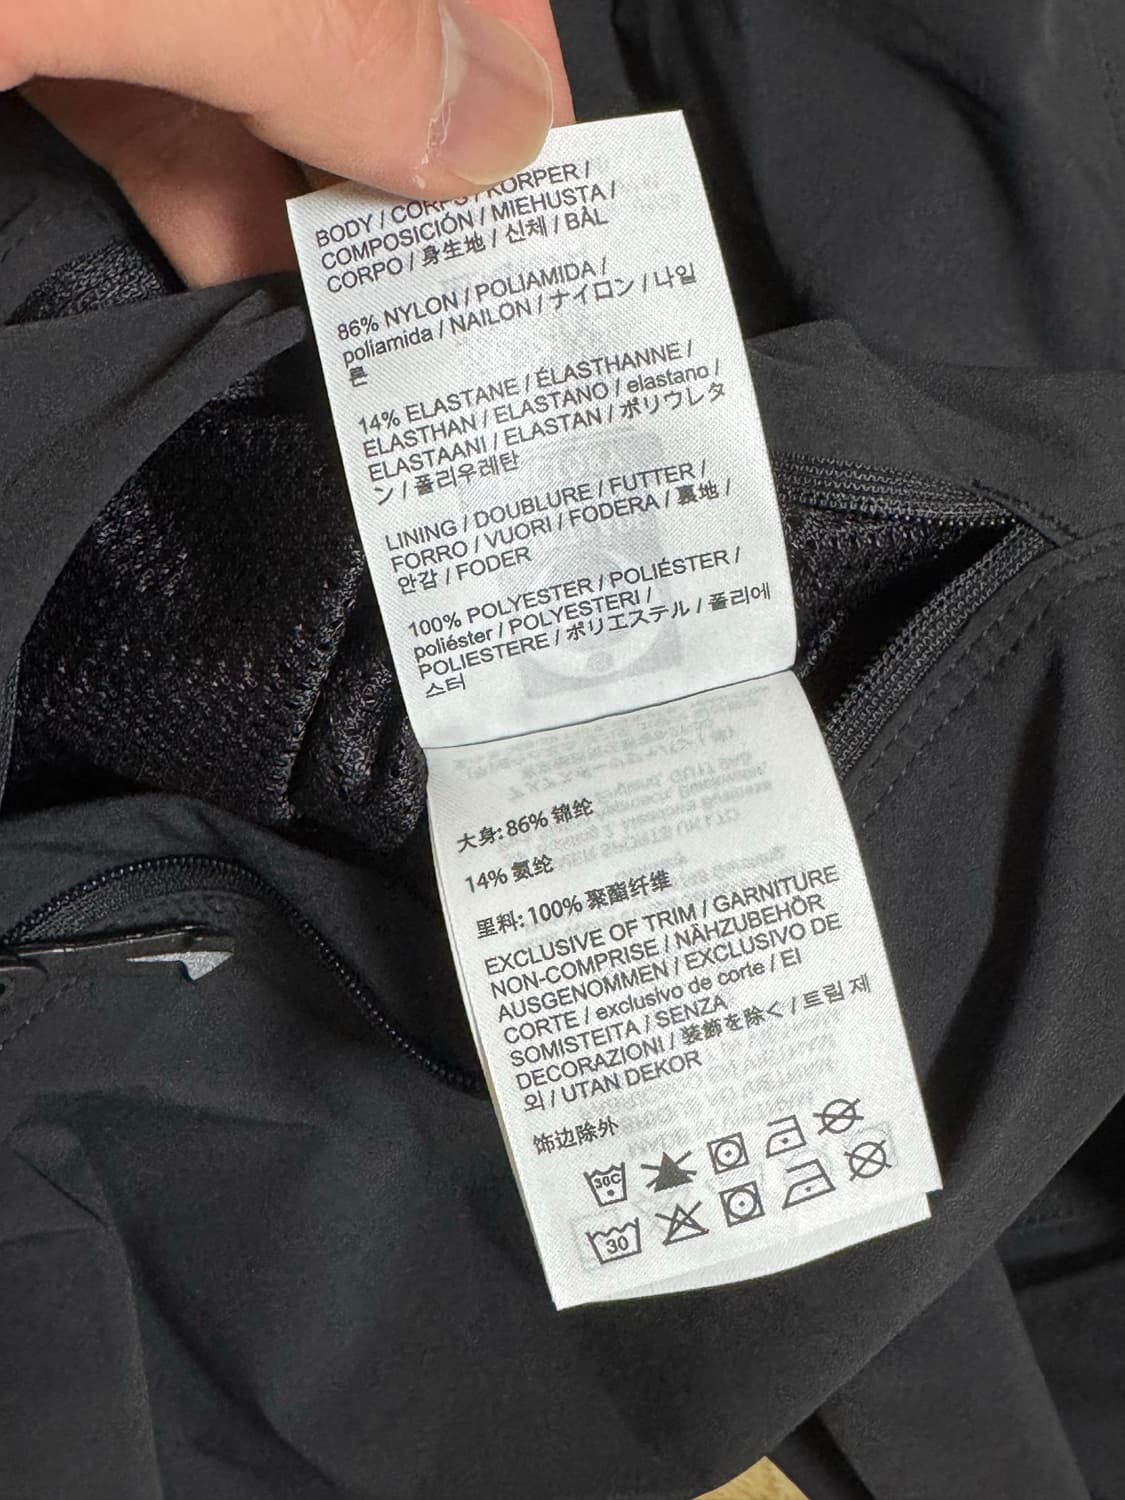 BODY / CORPS / KÖRPER /
COMPOSICIÓN / MIEHUSTA /
CORPO / 身生地 / 신체 / BÅL
86% NYLON / POLIAMIDA /
poliamida / NAILON / ナイロン / 나일
론
14% ELASTANE / ÉLASTHANNE /
ELASTHAN / ELASTANO / elastano /
ELASTAANI / ELASTAN / ポリウレタ
ン / 폴리우레탄
LINING / DOUBLURE / FUTTER /
FORRO / VUORI / FODERA / 裏地 /
안감 / FODER
100% POLYESTER / POLIÉSTER /
poliéster / POLYESTERI /
POLIESTERE / ポリエステル / 폴리에
스터
大身: 86% 锦纶
14% 氨纶
里料: 100% 聚酯纤维
EXCLUSIVE OF TRIM / GARNITURE
NON-COMPRISE / NÄHZUBEHÖR
AUSGENOMMEN / EXCLUSIVO DE
CORTE / exclusivo de corte / EI
SOMISTEITA / SENZA
DECORAZIONI / 装飾を除く / 트림 제
외 / UTAN DEKOR
饰边除外
30C
30